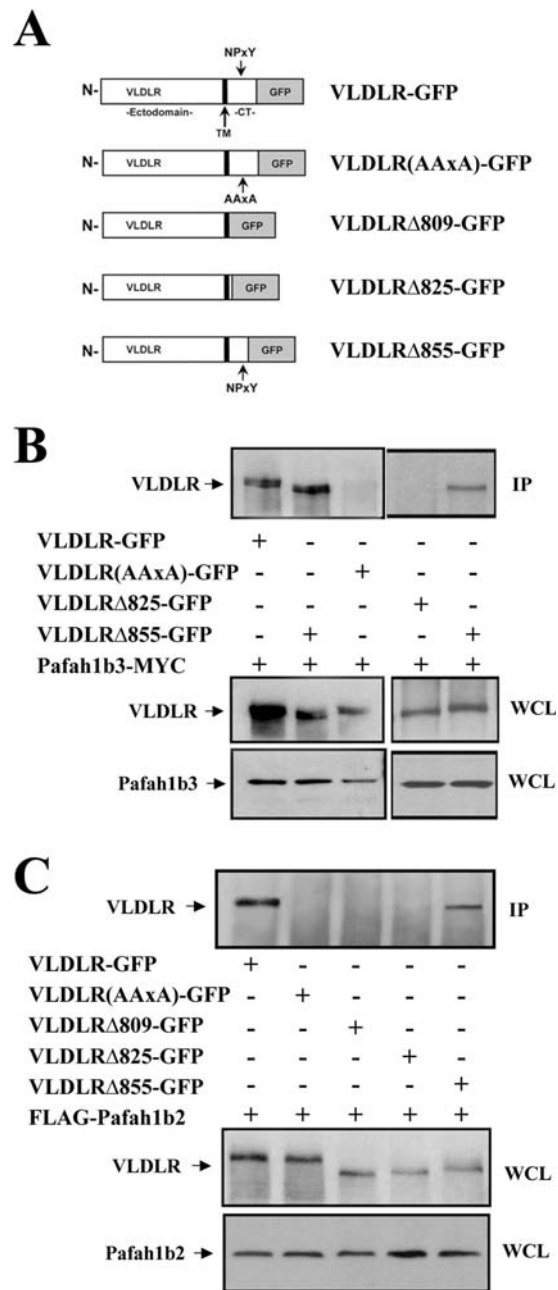 A
NPxY
N- VLDLR GFP VLDLR-GFP
-Ectodomain- -CT-
TM
N- VLDLR GFP VLDLR(AAxA)-GFP
AAxA
N- VLDLR GFP VLDLRΔ809-GFP
N- VLDLR GFP VLDLRΔ825-GFP
N- VLDLR GFP VLDLRΔ855-GFP
NPxY
B
VLDLR IP
VLDLR-GFP + - - - -
VLDLR(AAxA)-GFP - - + - -
VLDLRΔ825-GFP - - - + -
VLDLRΔ855-GFP - + - - +
Pafah1b3-MYC + + + + +
VLDLR WCL
Pafah1b3 WCL
C
VLDLR IP
VLDLR-GFP + - - - -
VLDLR(AAxA)-GFP - + - - -
VLDLRΔ809-GFP - - + - -
VLDLRΔ825-GFP - - - + -
VLDLRΔ855-GFP - - - - +
FLAG-Pafah1b2 + + + + +
VLDLR WCL
Pafah1b2 WCL